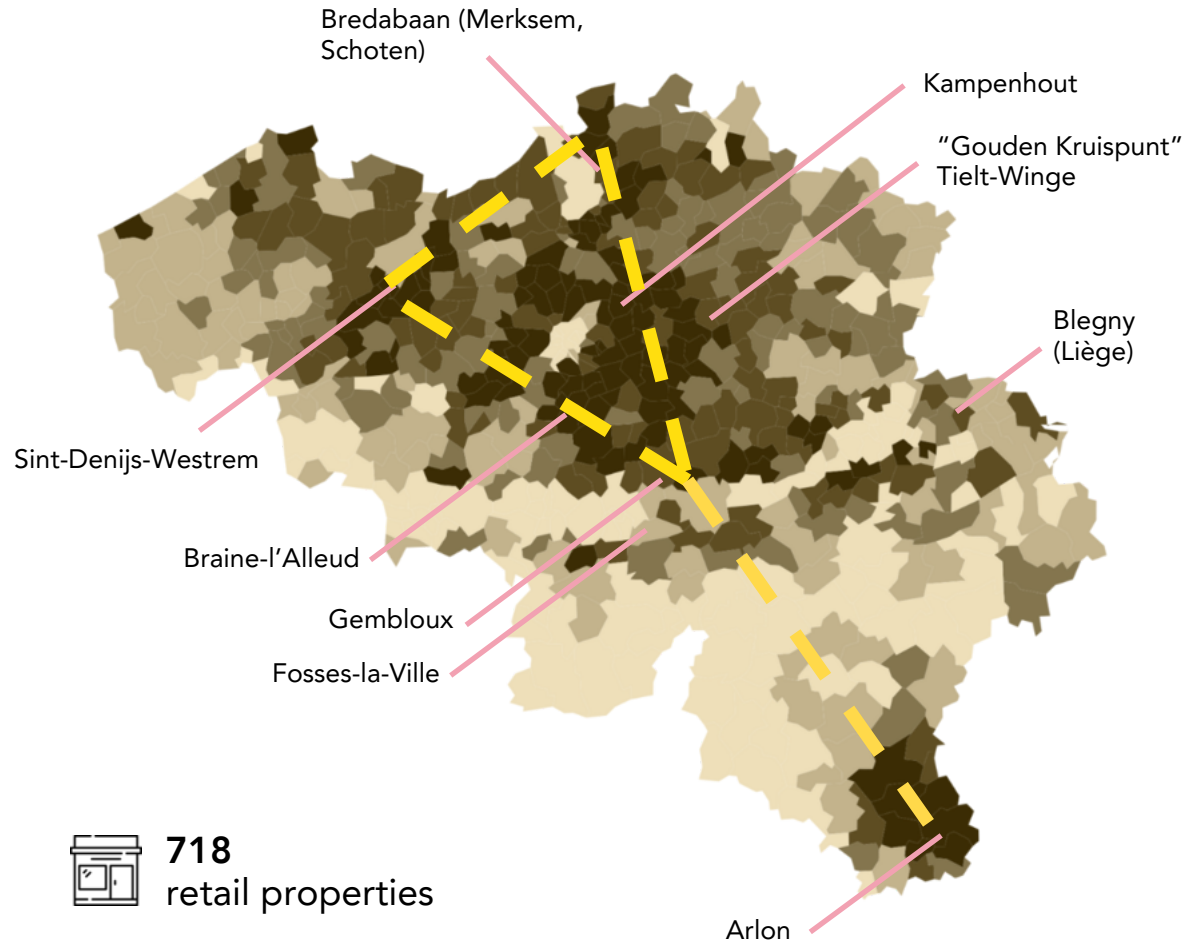 Bredabaan (Merksem,
Schoten)
Kampenhout
“Gouden Kruispunt”
Tielt-Winge
Blegny
(Liège)
Sint-Denijs-Westrem
Braine-l’Alleud
Gembloux
Fosses-la-Ville
718
retail properties
Arlon